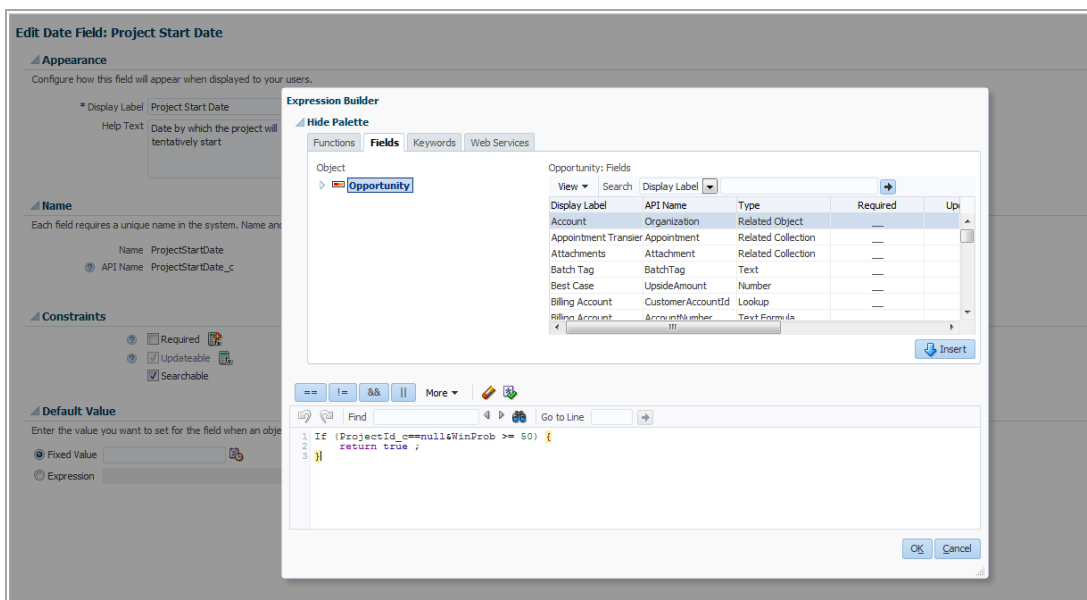 Edit Date Field: Project Start Date
Appearance
Configure how this field will appear when displayed to your users.
* Display Label Project Start Date
Help Text Date by which the project will
tentatively start
Name
Each field requires a unique name in the system. Name and
Name ProjectStartDate
API Name ProjectStartDate_c
Constraints
Required
Updateable
Searchable
Default Value
Enter the value you want to set for the field when an obje
Fixed Value
Expression
Expression Builder
Hide Palette
Functions Fields Keywords Web Services
Object
Opportunity
Opportunity: Fields
View Search Display Label
Display Label API Name Type Required Up
Account Organization Related Object
Appointment Transier Appointment Related Collection
Attachments Attachment Related Collection
Batch Tag BatchTag Text
Best Case UpsideAmount Number
Billing Account CustomerAccountId Lookup
Billing Account AccountNumber Text Formula
Insert
== != && || More
Find Go to Line
1 If (ProjectId_c==null&WinProb >= 50) {
2 return true ;
3 }
OK Cancel